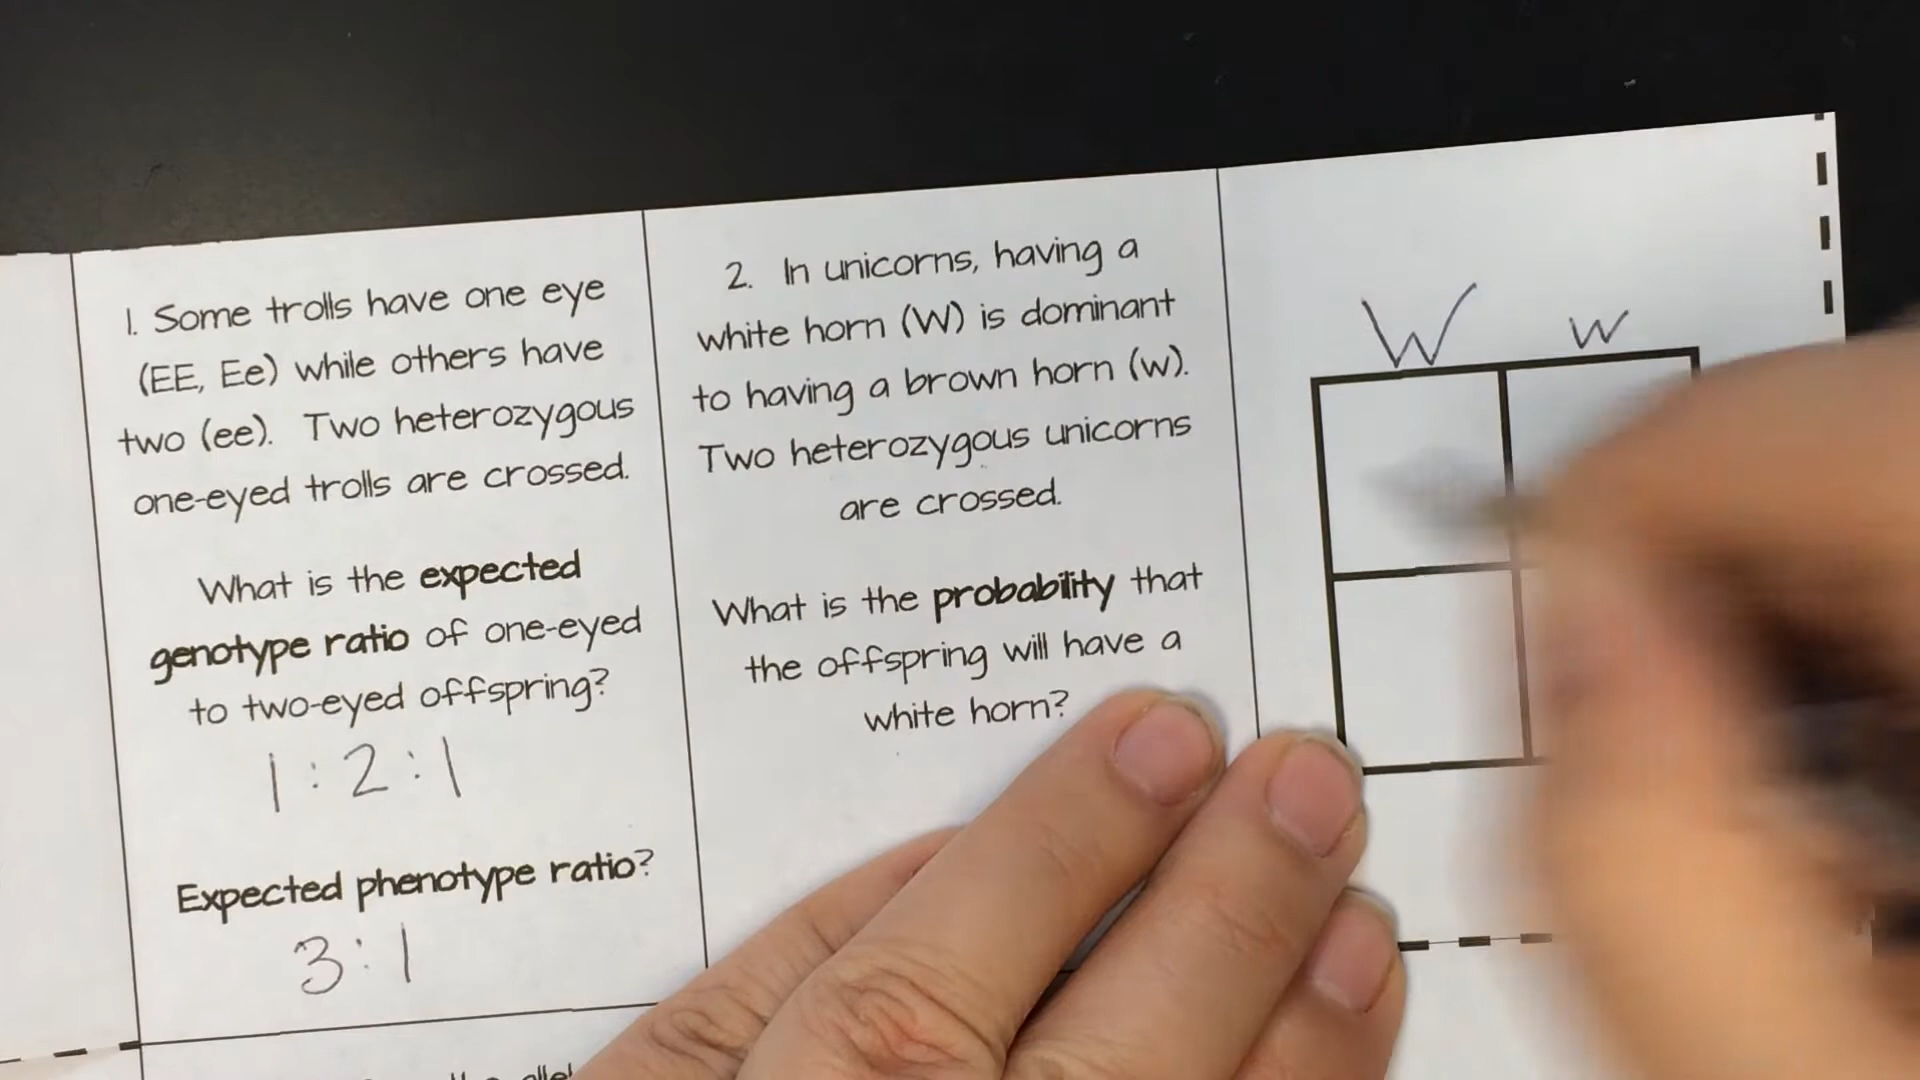 1. Some trolls have one eye
(EE, Ee) while others have
two (ee). Two heterozygous
one-eyed trolls are crossed.
What is the expected
genotype ratio of one-eyed
to two-eyed offspring?
1:2:1
Expected phenotype ratio?
3:1
2. In unicorns, having a
white horn (W) is dominant
to having a brown horn (w).
Two heterozygous unicorns
are crossed.
What is the probability that
the offspring will have a
white horn?
W w